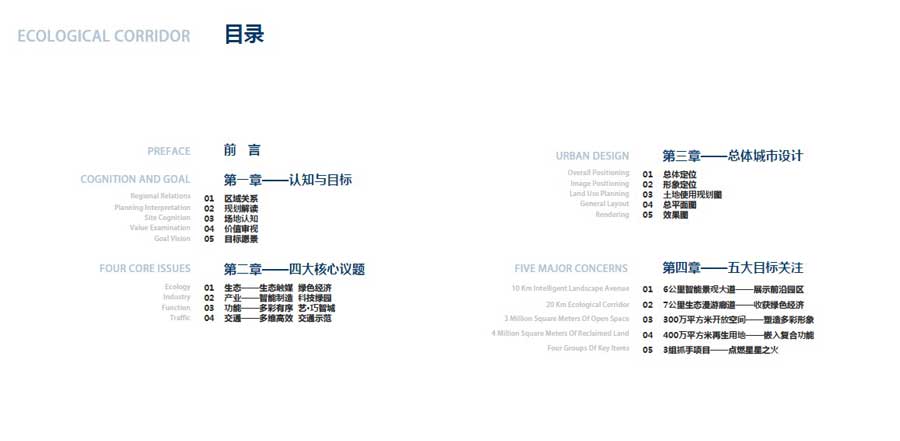 ECOLOGICAL CORRIDOR 目录
PREFACE 前 言
COGNITION AND GOAL 第一章——认知与目标
Regional Relations 01 区域关系
Planning Interpretation 02 规划解读
Site Cognition 03 场地认知
Value Examination 04 价值审视
Goal Vision 05 目标愿景
FOUR CORE ISSUES 第二章——四大核心议题
Ecology 01 生态——生态触媒 绿色经济
Industry 02 产业——智能制造 科技绿园
Function 03 功能——多彩有序 艺·巧智城
Traffic 04 交通——多维高效 交通示范
URBAN DESIGN 第三章——总体城市设计
Overall Positioning 01 总体定位
Image Positioning 02 形象定位
Land Use Planning 03 土地使用规划图
General Layout 04 总平面图
Rendering 05 效果图
FIVE MAJOR CONCERNS 第四章——五大目标关注
10 Km Intelligent Landscape Avenue 01 6公里智能景观大道——展示前沿园区
20 Km Ecological Corridor 02 7公里生态漫游廊道——收获绿色经济
3 Million Square Meters Of Open Space 03 300万平方米开放空间——塑造多彩形象
4 Million Square Meters Of Reclaimed Land 04 400万平方米再生用地——嵌入复合功能
Four Groups Of Key Items 05 3组抓手项目——点燃星星之火